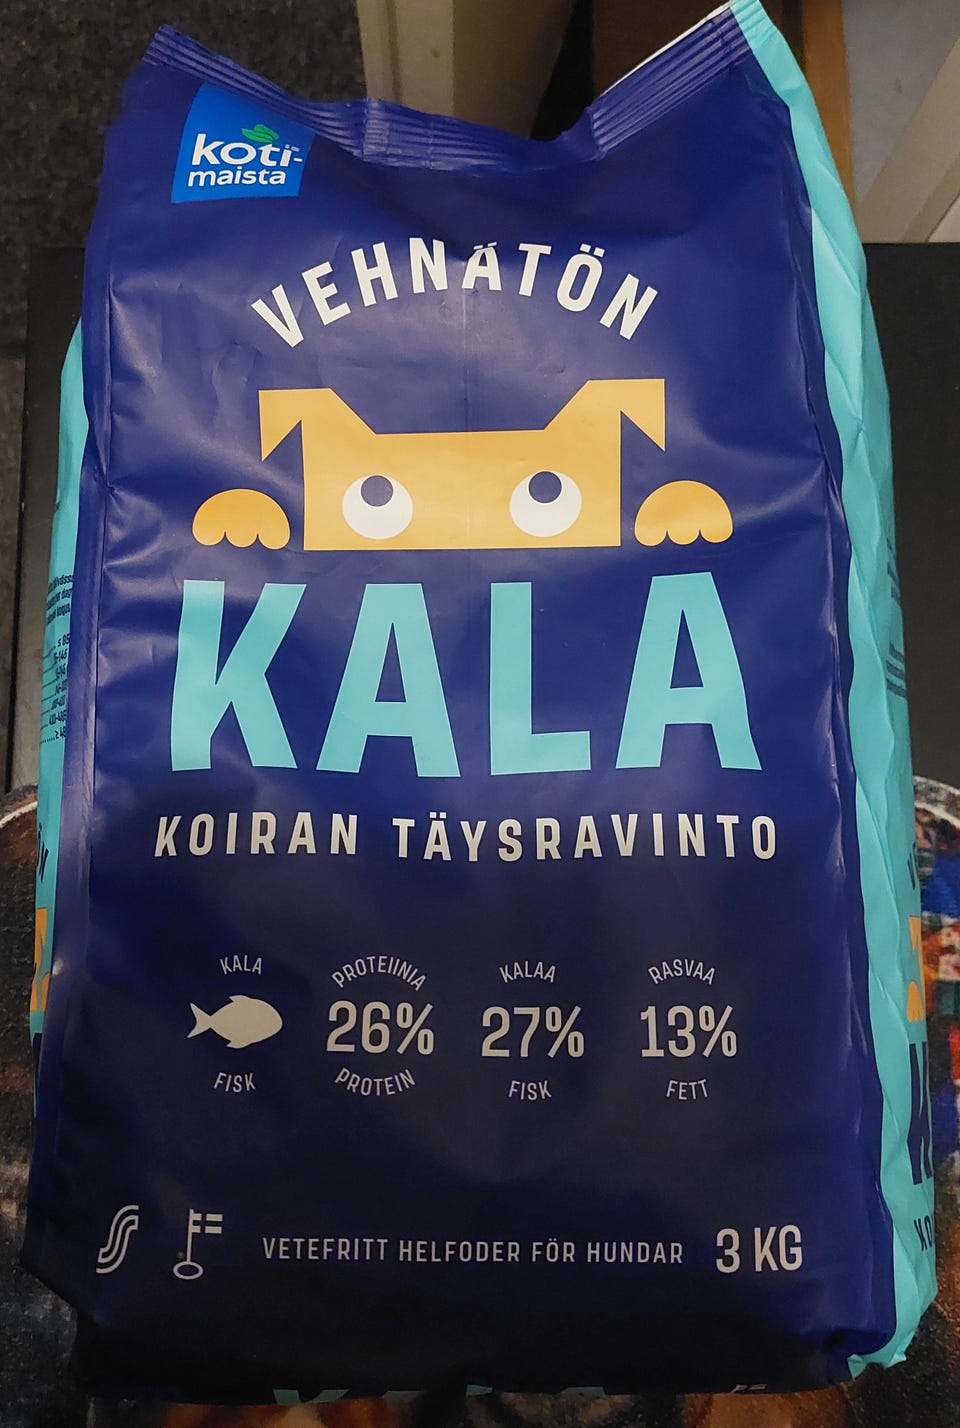 koti-
maista
VEHNÄTÖN
KALA
KOIRAN TÄYSRAVINTO
KALA
FISK
PROTEIINIA
26%
PROTEIN
KALAA
27%
FISK
RASVAA
13%
FETT
VETEFRITT HELFODER FÖR HUNDAR
3 KG